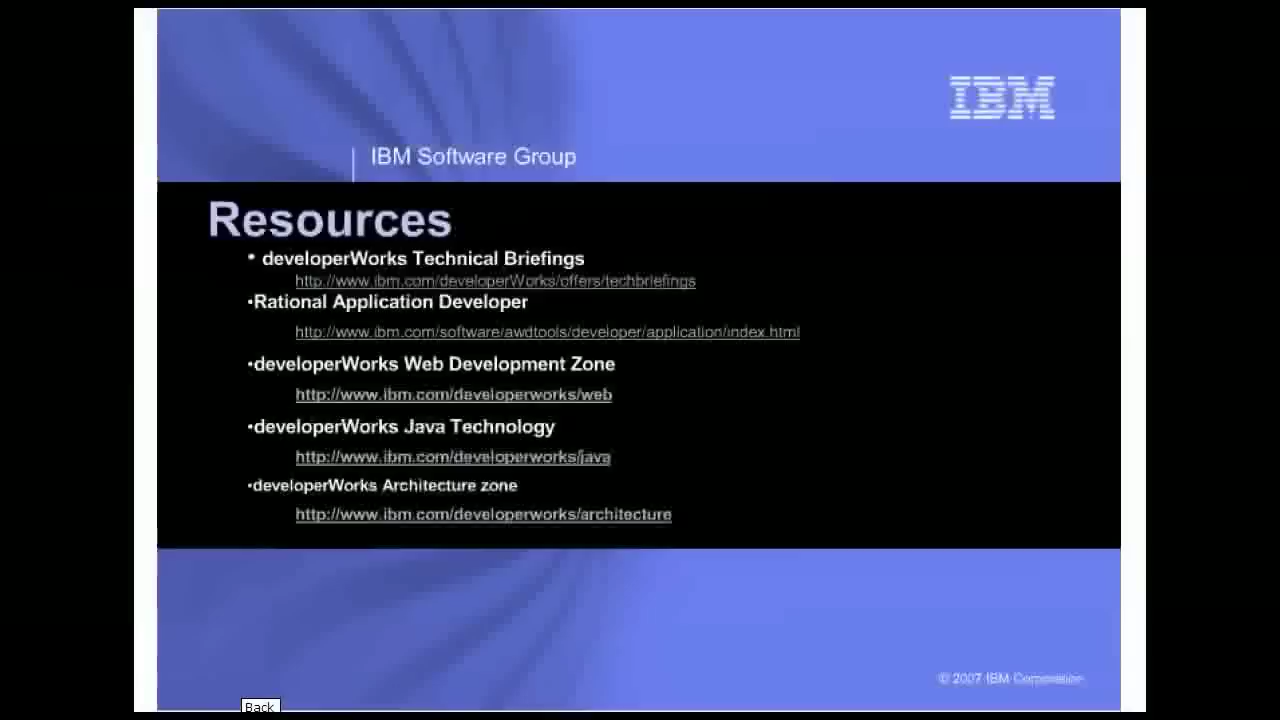 IBM
IBM Software Group
Resources
• developerWorks Technical Briefings
http://www.ibm.com/developerWorks/offers/techbriefings
•Rational Application Developer
http://www.ibm.com/software/awdtools/developer/application/index.html
•developerWorks Web Development Zone
http://www.ibm.com/developerworks/web
•developerWorks Java Technology
http://www.ibm.com/developerworks/java
•developerWorks Architecture zone
http://www.ibm.com/developerworks/architecture
© 2007 IBM Corporation
Back